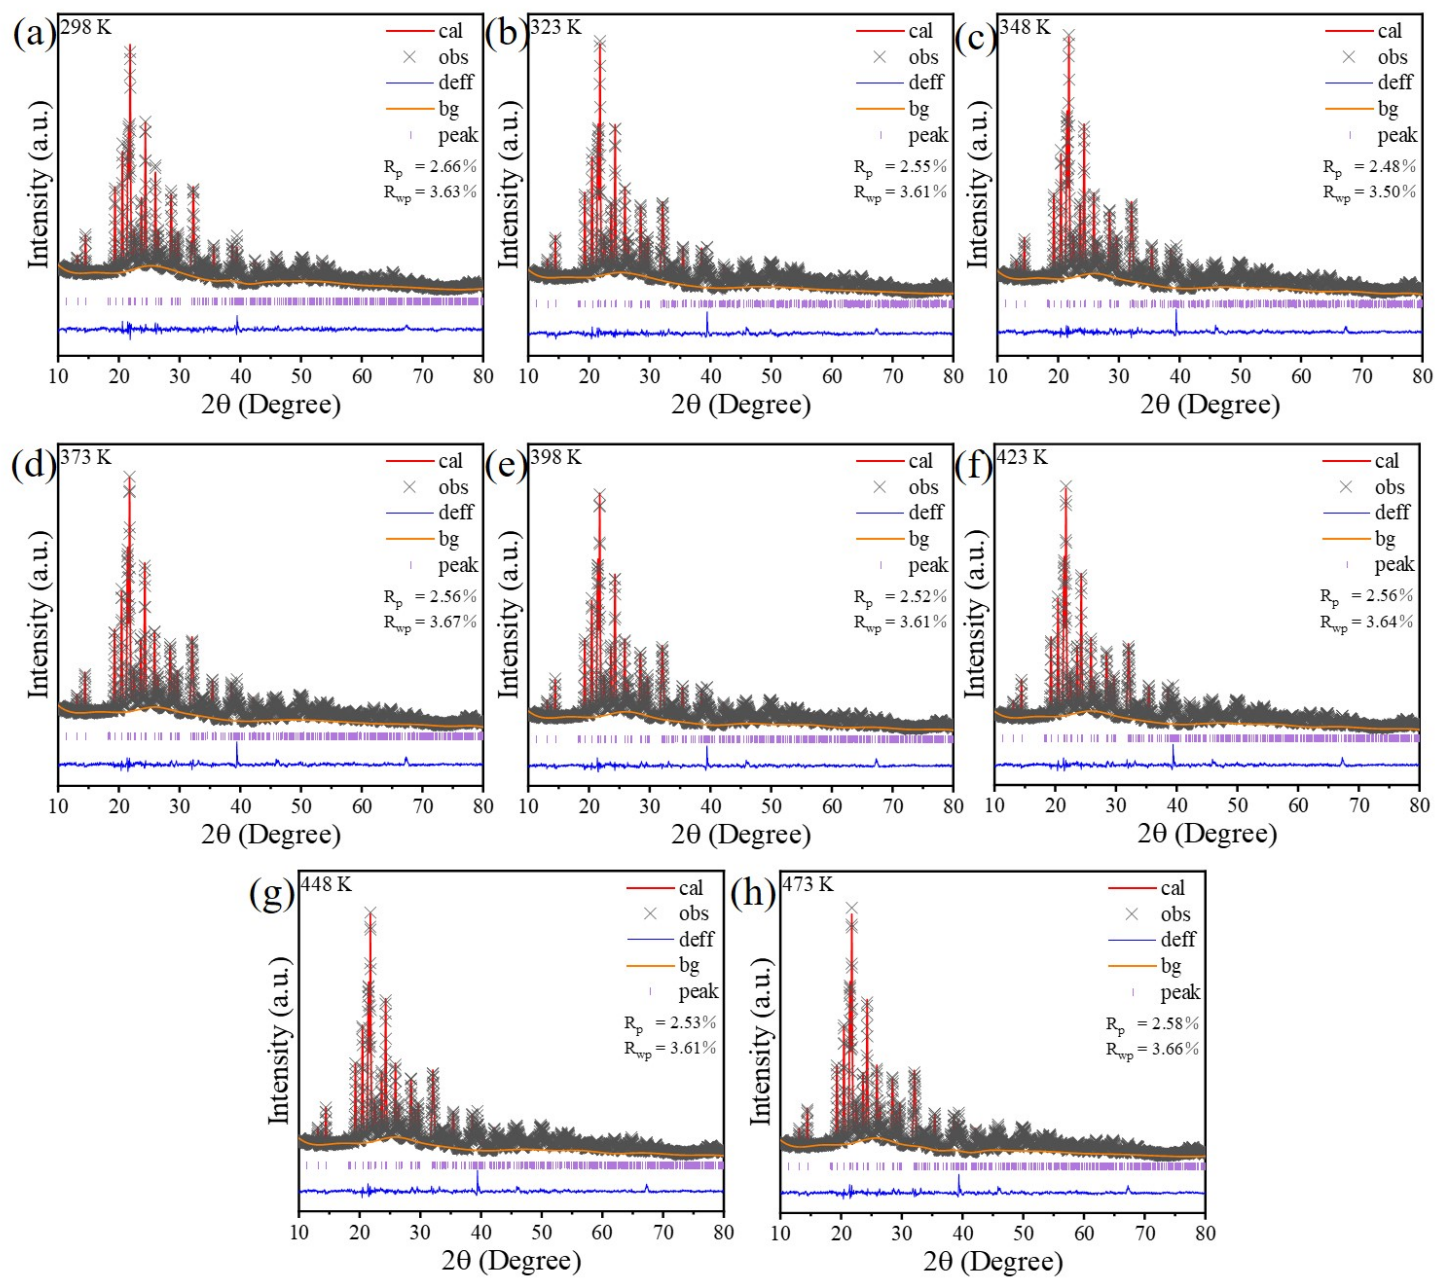 (a) 298 K
cal
obs
deff
bg
peak
Rp = 2.66%
Rwp = 3.63%
Intensity (a.u.)
10 20 30 40 50 60 70 80
2θ (Degree)
(b) 323 K
cal
obs
deff
bg
peak
Rp = 2.55%
Rwp = 3.61%
Intensity (a.u.)
10 20 30 40 50 60 70 80
2θ (Degree)
(c) 348 K
cal
obs
deff
bg
peak
Rp = 2.48%
Rwp = 3.50%
Intensity (a.u.)
10 20 30 40 50 60 70 80
2θ (Degree)
(d) 373 K
cal
obs
deff
bg
peak
Rp = 2.56%
Rwp = 3.67%
Intensity (a.u.)
10 20 30 40 50 60 70 80
2θ (Degree)
(e) 398 K
cal
obs
deff
bg
peak
Rp = 2.52%
Rwp = 3.61%
Intensity (a.u.)
10 20 30 40 50 60 70 80
2θ (Degree)
(f) 423 K
cal
obs
deff
bg
peak
Rp = 2.56%
Rwp = 3.64%
Intensity (a.u.)
10 20 30 40 50 60 70 80
2θ (Degree)
(g) 448 K
cal
obs
deff
bg
peak
Rp = 2.53%
Rwp = 3.61%
Intensity (a.u.)
10 20 30 40 50 60 70 80
2θ (Degree)
(h) 473 K
cal
obs
deff
bg
peak
Rp = 2.58%
Rwp = 3.66%
Intensity (a.u.)
10 20 30 40 50 60 70 80
2θ (Degree)